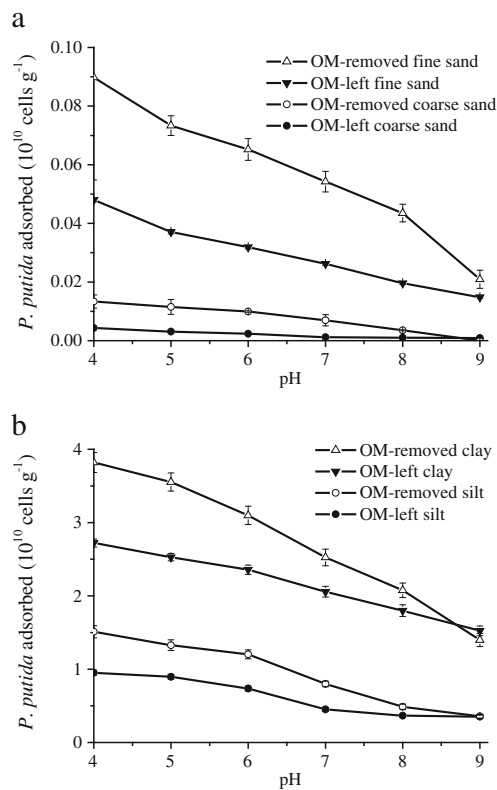 a
0.10
0.08
0.06
0.04
0.02
0.00
P. putida adsorbed (10¹⁰ cells g⁻¹)
OM-removed fine sand
OM-left fine sand
OM-removed coarse sand
OM-left coarse sand
4 5 6 7 8 9
pH
b
4
3
2
1
0
P. putida adsorbed (10¹⁰ cells g⁻¹)
OM-removed clay
OM-left clay
OM-removed silt
OM-left silt
4 5 6 7 8 9
pH